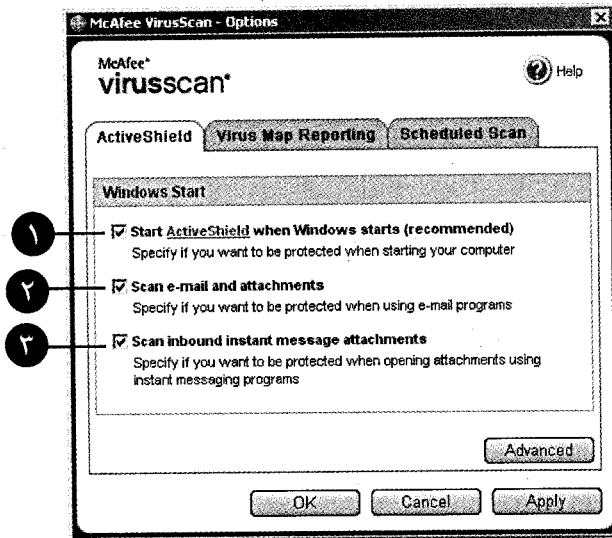 McAfee VirusScan - Options
McAfee®
virusscan®
Help
ActiveShield Virus Map Reporting Scheduled Scan
Windows Start
١ Start ActiveShield when Windows starts (recommended)
Specify if you want to be protected when starting your computer
٢ Scan e-mail and attachments
Specify if you want to be protected when using e-mail programs
٣ Scan inbound instant message attachments
Specify if you want to be protected when opening attachments using
instant messaging programs
Advanced
OK Cancel Apply